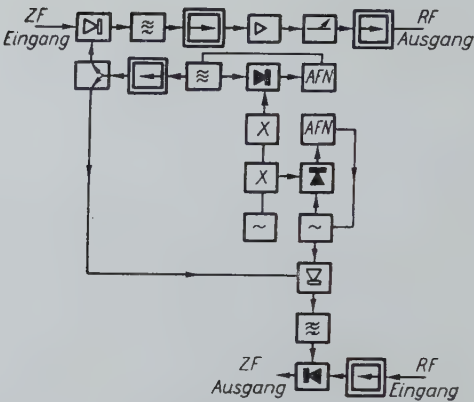 ZF
Eingang
RF
Ausgang
AFN
X
AFN
X
ZF
Ausgang
RF
Eingang